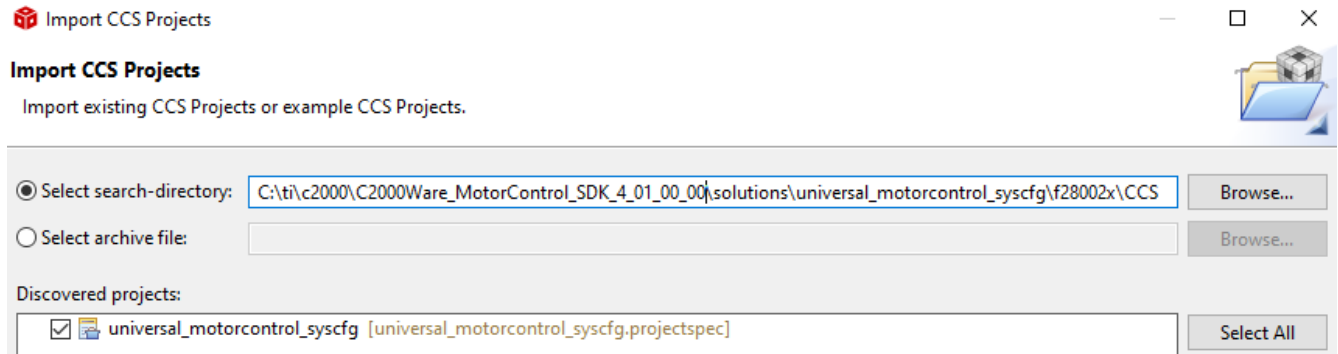 Import CCS Projects
Import CCS Projects
Import existing CCS Projects or example CCS Projects.
Select search-directory: C:\ti\c2000\C2000Ware_MotorControl_SDK_4_01_00_00\solutions\universal_motorcontrol_syscfg\f28002x\CCS Browse...
Select archive file: Browse...
Discovered projects:
universal_motorcontrol_syscfg [universal_motorcontrol_syscfg.projectspec] Select All